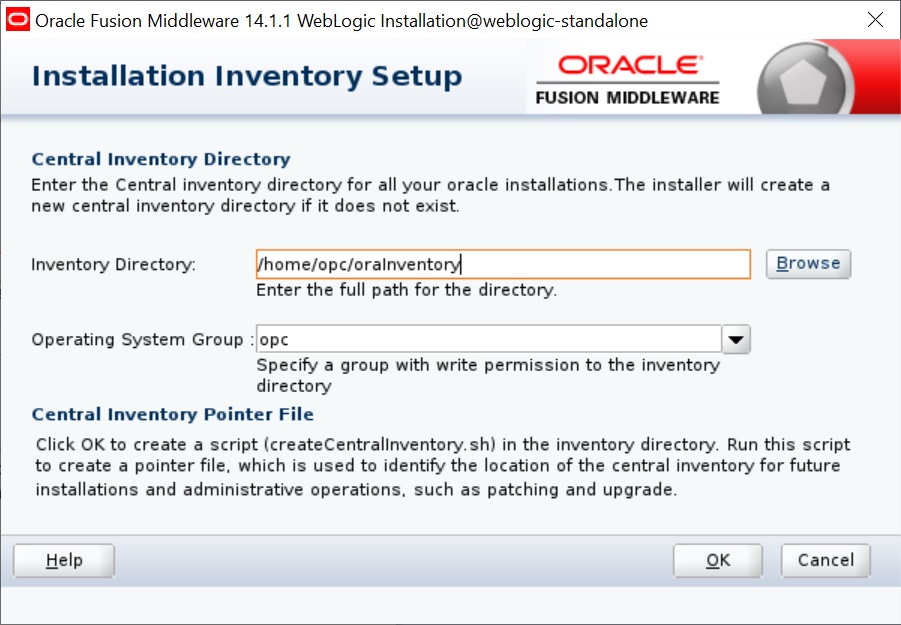 Oracle Fusion Middleware 14.1.1 WebLogic Installation@weblogic-standalone
Installation Inventory Setup
ORACLE
FUSION MIDDLEWARE
Central Inventory Directory
Enter the Central inventory directory for all your oracle installations.The installer will create a
new central inventory directory if it does not exist.
Inventory Directory: /home/opc/oraInventory Browse
Enter the full path for the directory.
Operating System Group : opc
Specify a group with write permission to the inventory
directory
Central Inventory Pointer File
Click OK to create a script (createCentralInventory.sh) in the inventory directory. Run this script
to create a pointer file, which is used to identify the location of the central inventory for future
installations and administrative operations, such as patching and upgrade.
Help OK Cancel